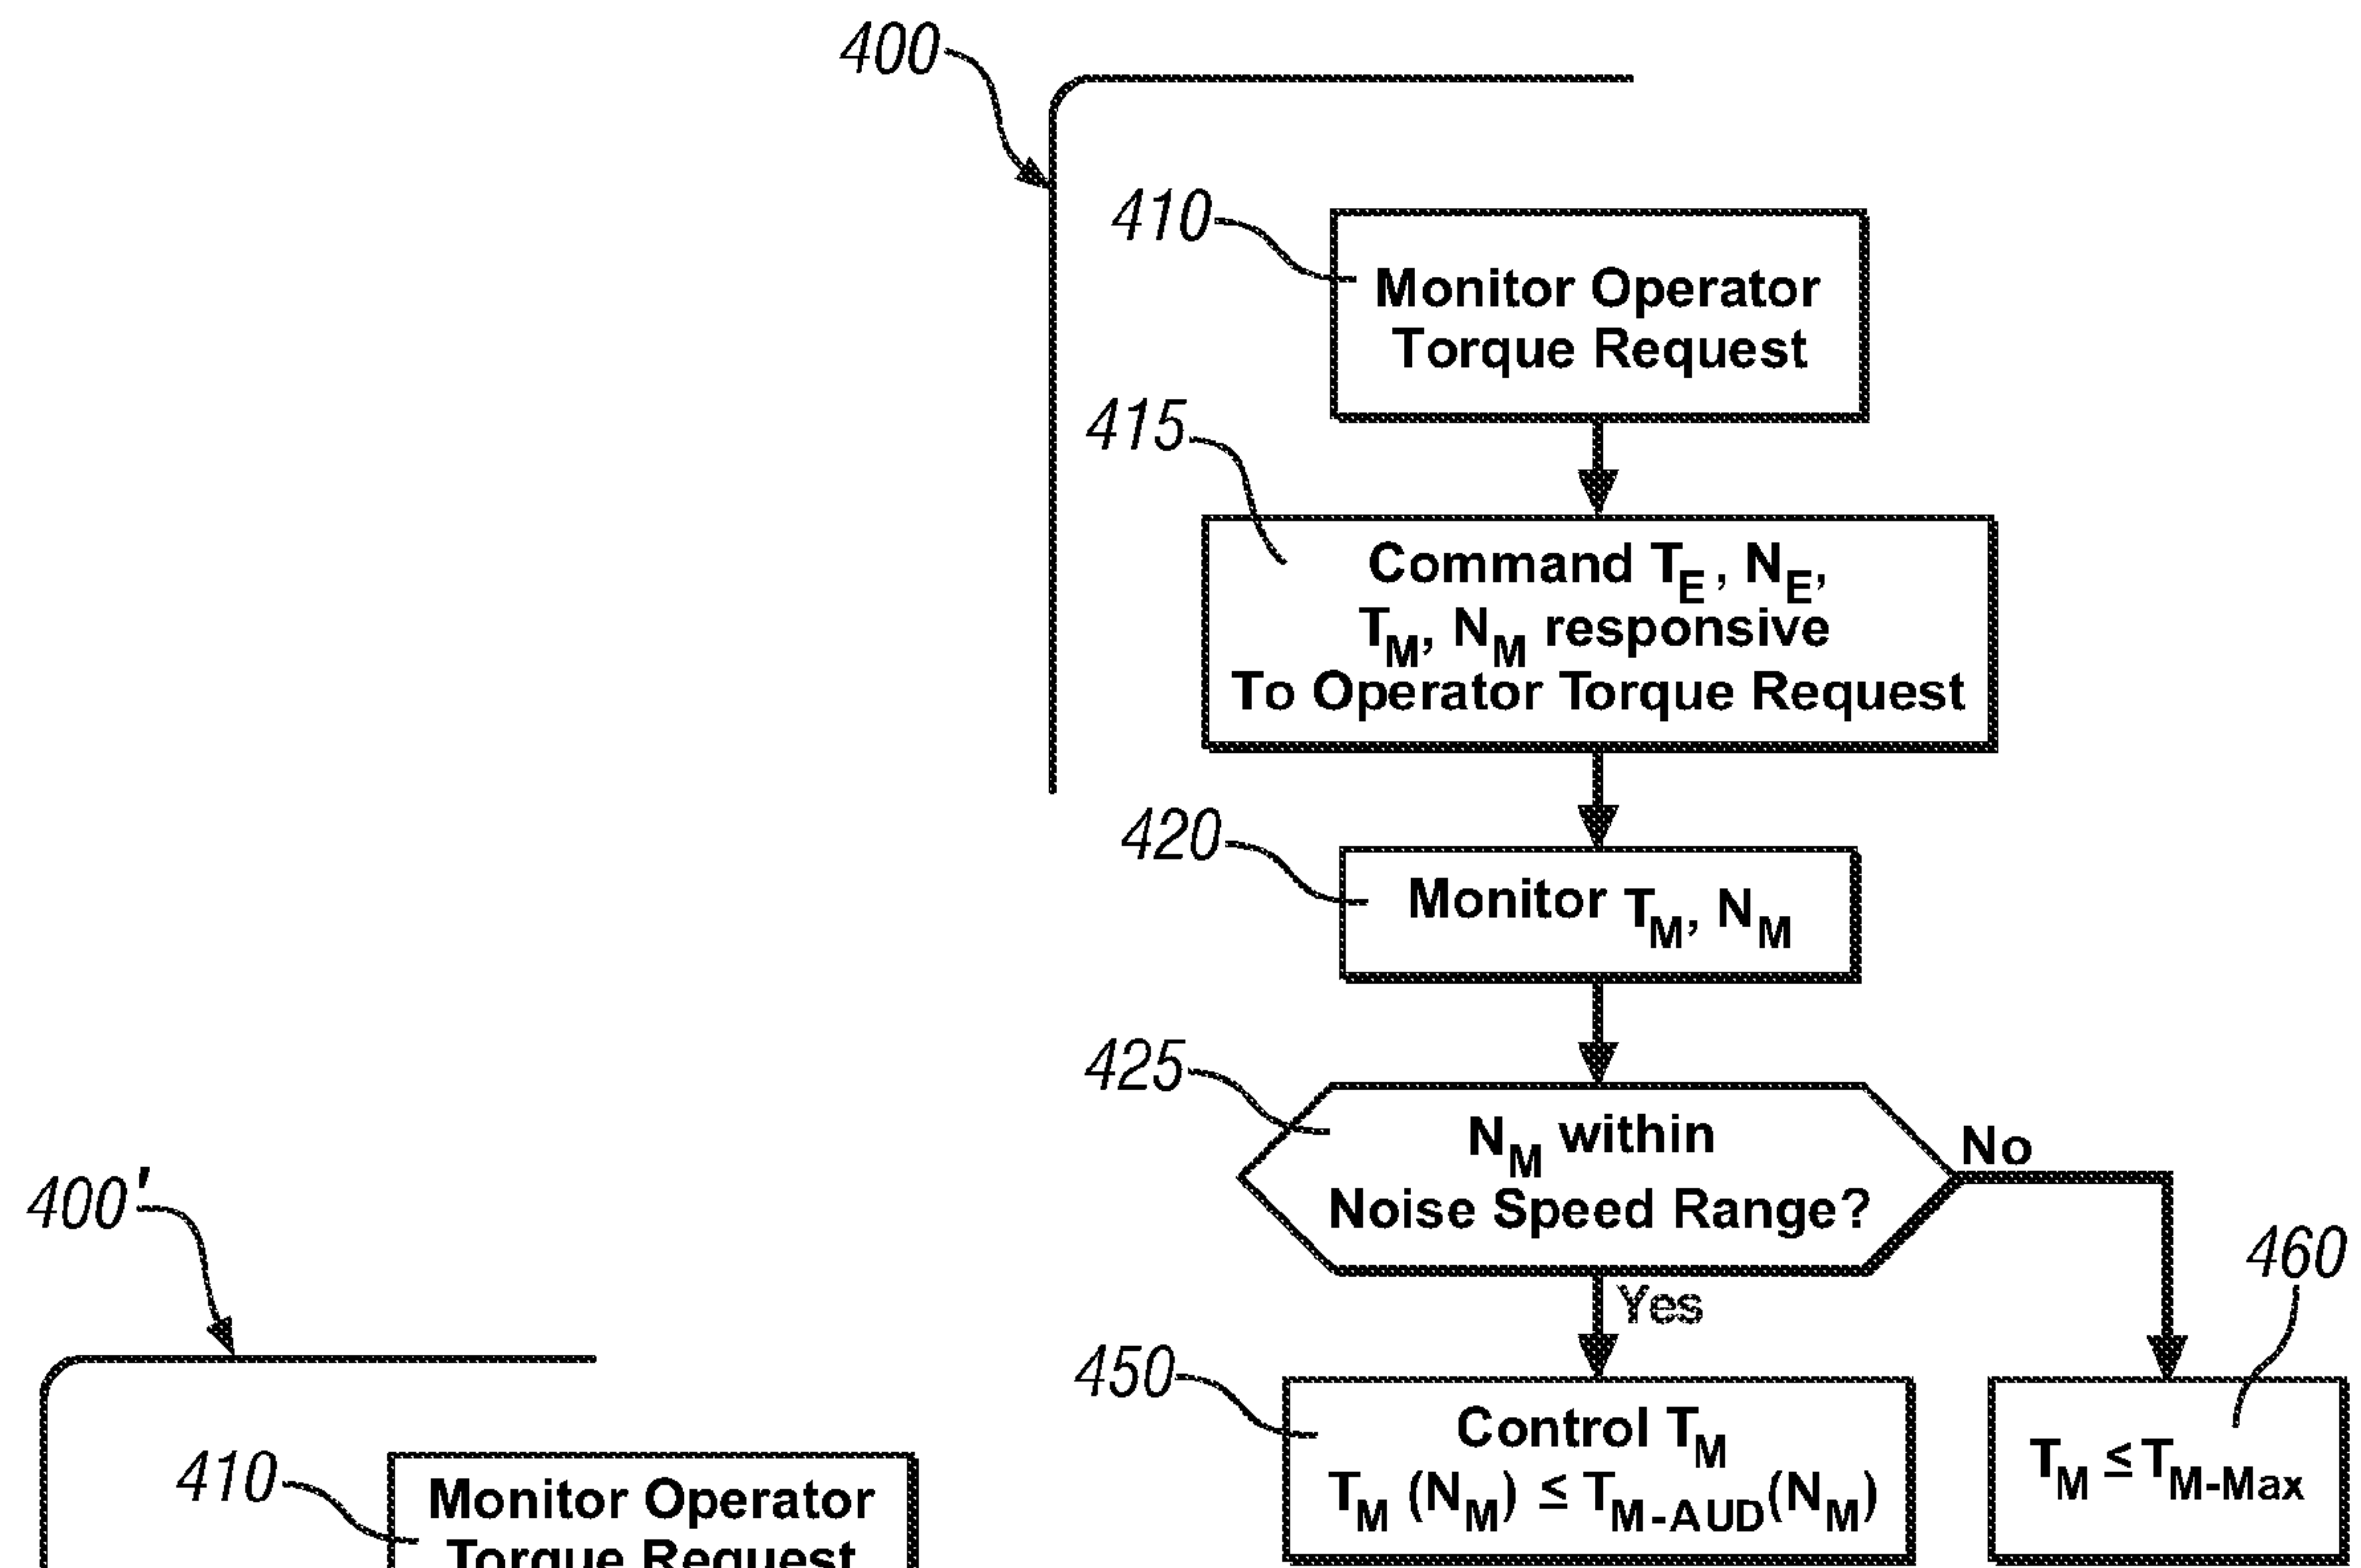 400
410
Monitor Operator
Torque Request
415
Command T_E, N_E,
T_M, N_M responsive
To Operator Torque Request
420
Monitor T_M, N_M
425
N_M within
Noise Speed Range?
No
Yes
450
Control T_M
T_M (N_M) ≤ T_M-AUD(N_M)
460
T_M ≤ T_M-Max
400'
410
Monitor Operator
Torque Request